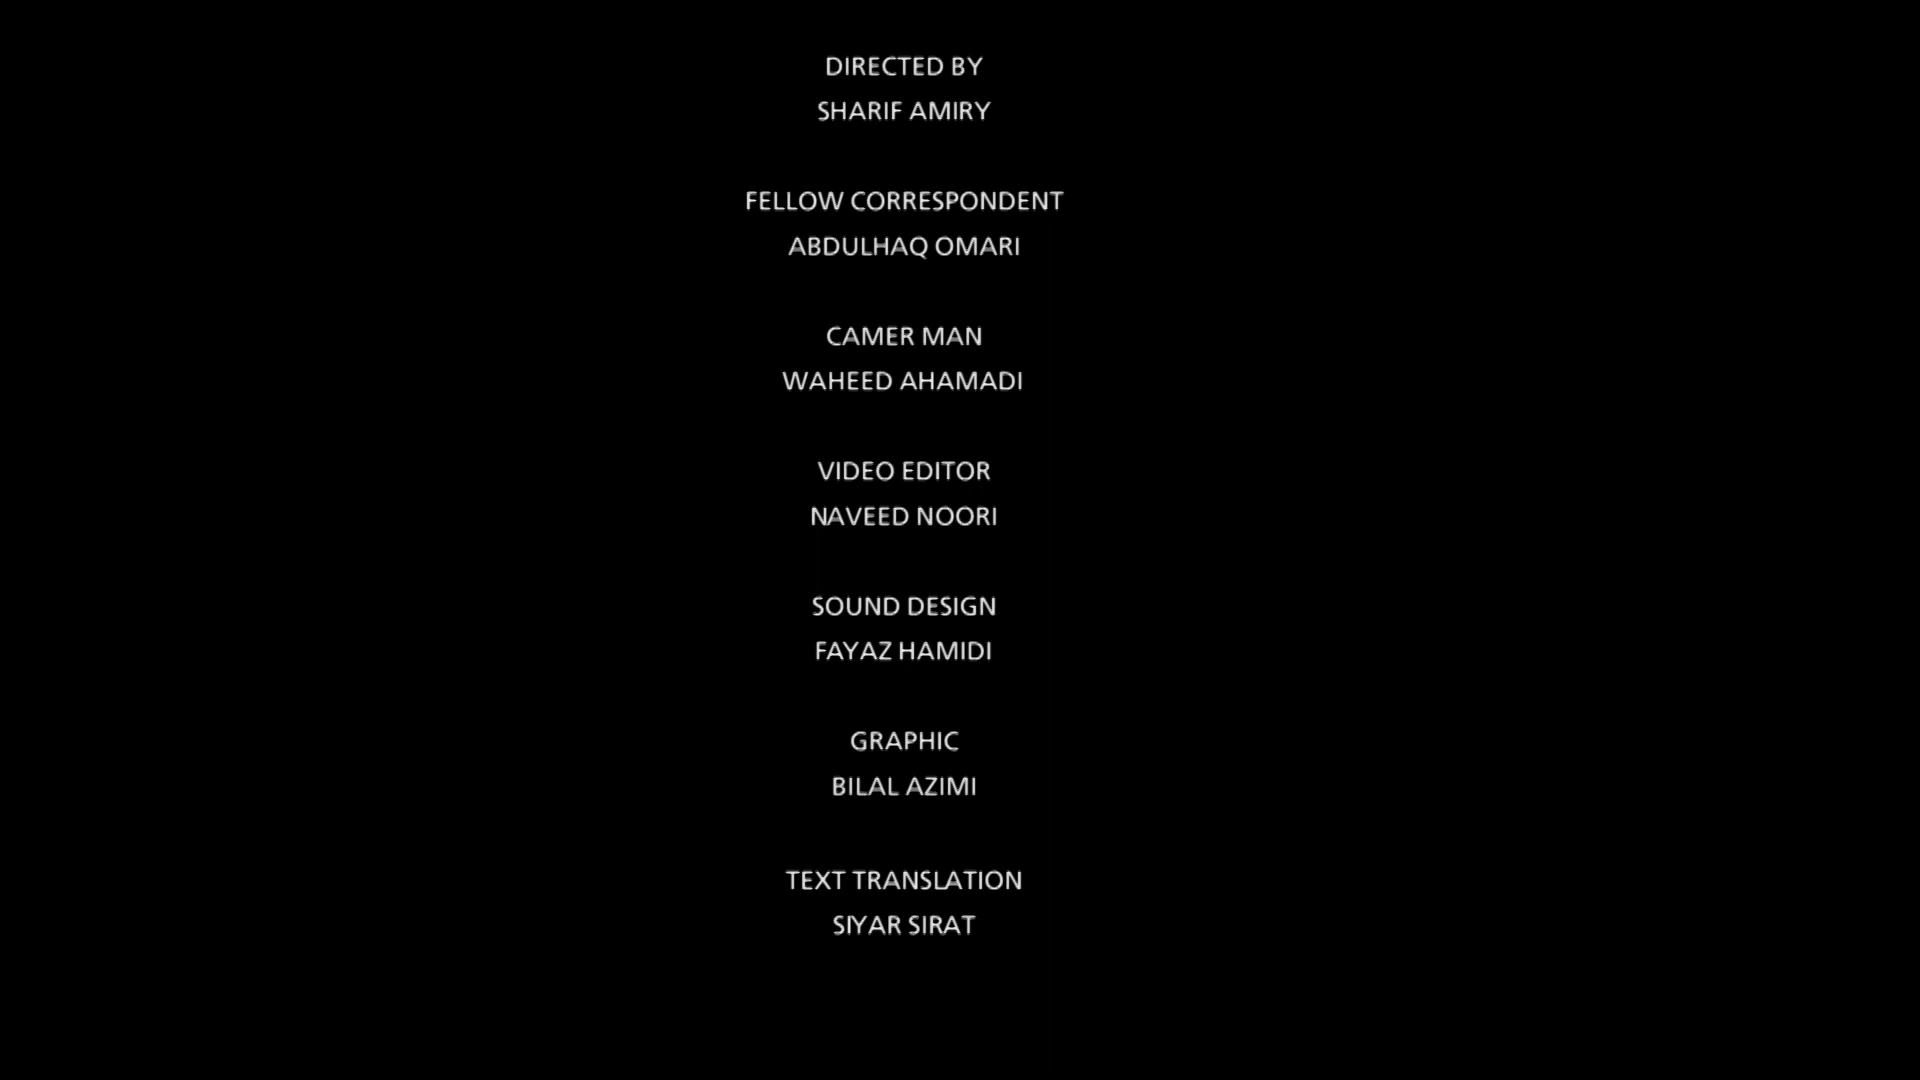 DIRECTED BY
SHARIF AMIRY
FELLOW CORRESPONDENT
ABDULHAQ OMARI
CAMER MAN
WAHEED AHAMADI
VIDEO EDITOR
NAVEED NOORI
SOUND DESIGN
FAYAZ HAMIDI
GRAPHIC
BILAL AZIMI
TEXT TRANSLATION
SIYAR SIRAT